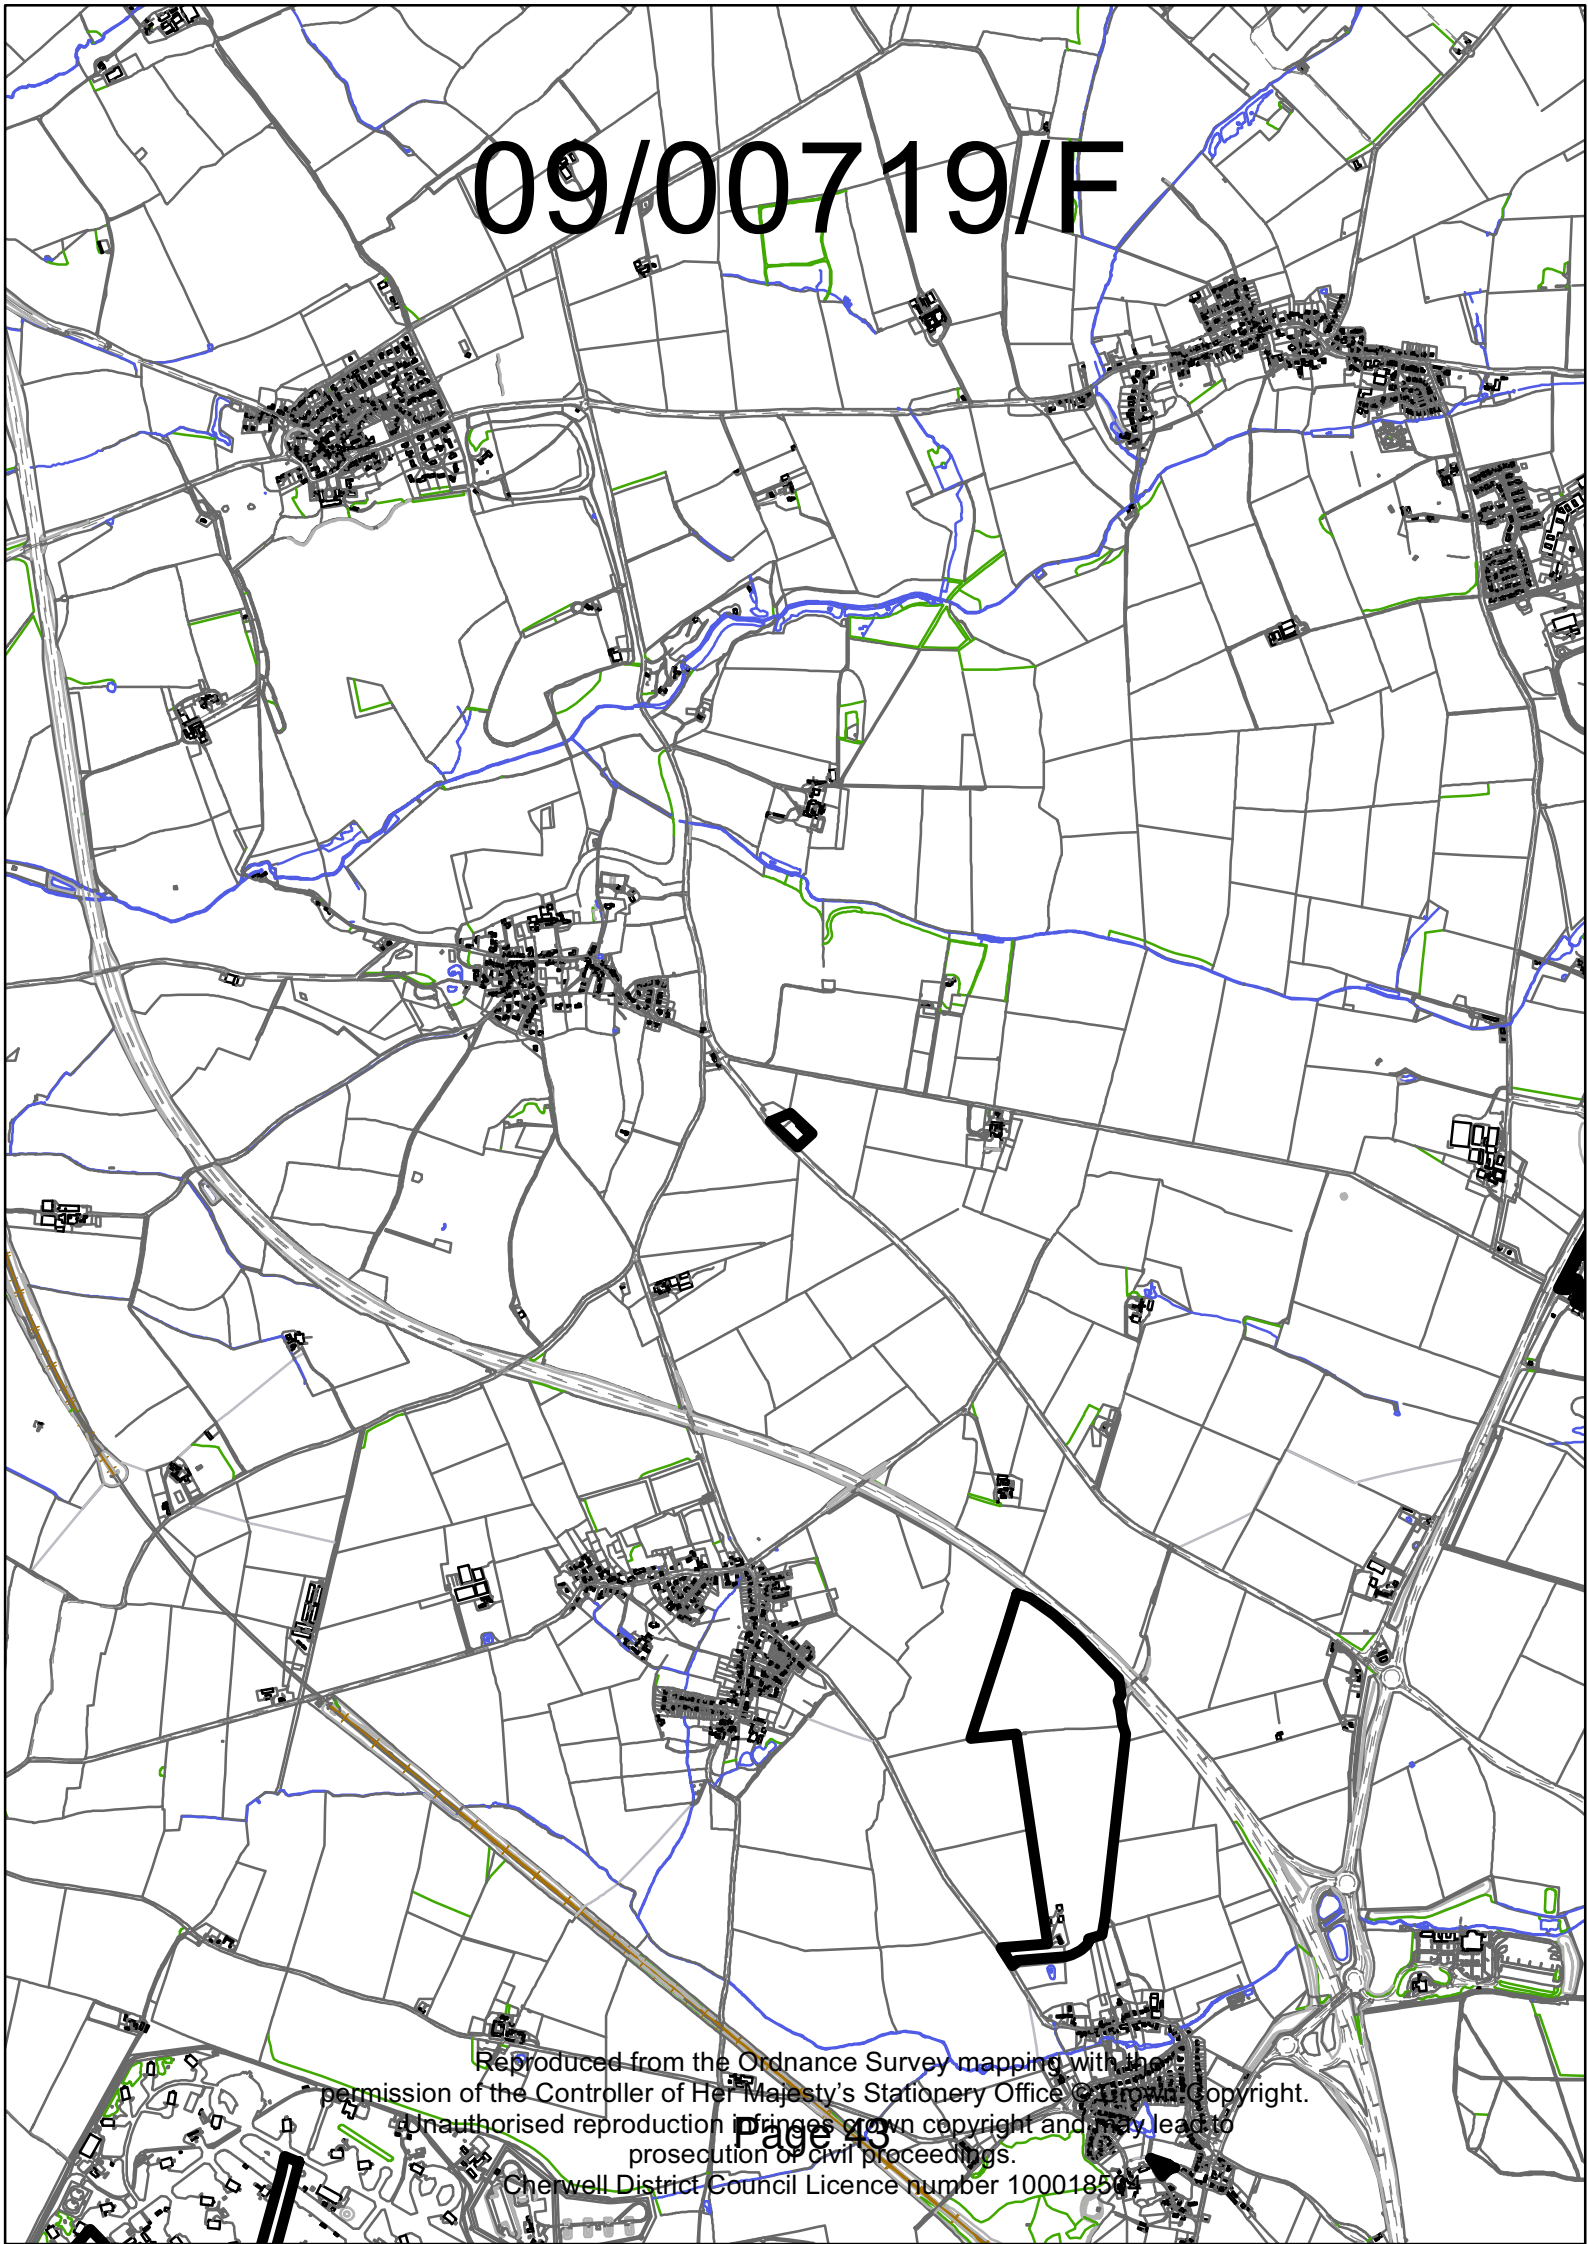 09/00719/F
Reproduced from the Ordnance Survey mapping with the
permission of the Controller of Her Majesty's Stationery Office © Crown Copyright.
Unauthorised reproduction infringes crown copyright and may lead to
Page 43
prosecution or civil proceedings.
Cherwell District Council Licence number 100018504